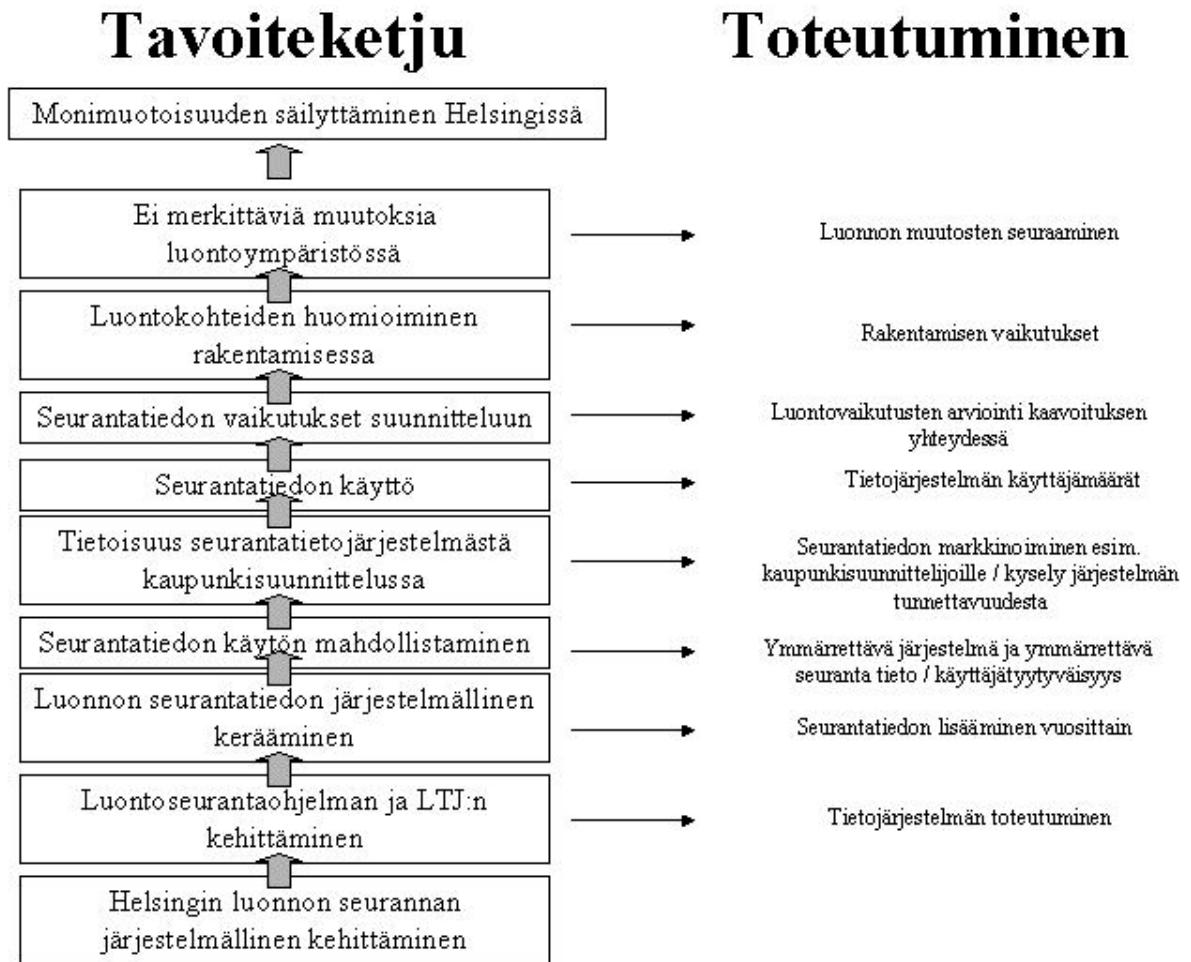 Tavoiteketju
Toteutuminen
Monimuotoisuuden säilyttäminen Helsingissä
Ei merkittäviä muutoksia
luontoympäristössä
Luonnon muutosten seuraaminen
Luontokohteiden huomioiminen
rakentamisessa
Rakentamisen vaikutukset
Seurantatiedon vaikutukset suunnitteluun
Luontovaikutusten arviointi kaavoituksen
yhteydessä
Seurantatiedon käyttö
Tietojärjestelmän käyttäjämäärät
Tietoisuus seurantatietojärjestelmästä
kaupunkisuunnittelussa
Seurantatiedon markkinoiminen esim.
kaupunkisuunnittelijoille / kysely järjestelmän
tunnettavuudesta
Seurantatiedon käytön mahdollistaminen
Ymmärrettävä järjestelmä ja ymmärrettävä
seuranta tieto / käyttäjätyytyväisyys
Luonnon seurantatiedon järjestelmällinen
kerääminen
Seurantatiedon lisääminen vuosittain
Luontoseurantaohjelman ja LTJ:n
kehittäminen
Tietojärjestelmän toteutuminen
Helsingin luonnon seurannan
järjestelmällinen kehittäminen